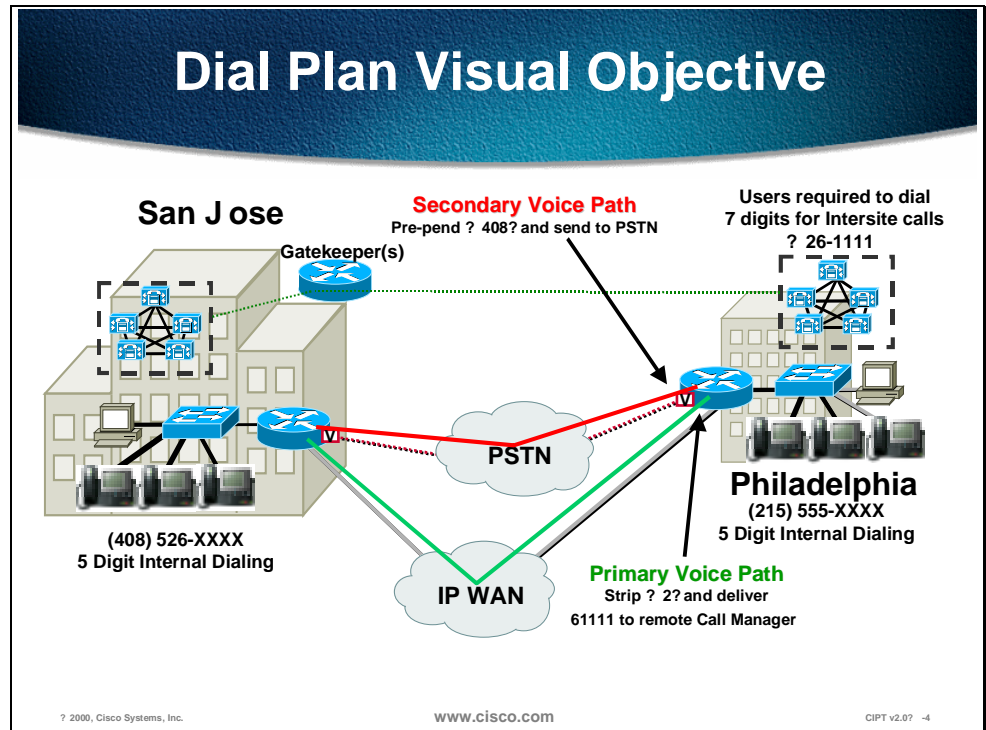 Dial Plan Visual Objective
San Jose
Gatekeeper(s)
Secondary Voice Path
Pre-pend ? 408? and send to PSTN
Users required to dial
7 digits for Intersite calls
? 26-1111
V
V
PSTN
(408) 526-XXXX
5 Digit Internal Dialing
Philadelphia
(215) 555-XXXX
5 Digit Internal Dialing
IP WAN
Primary Voice Path
Strip ? 2? and deliver
61111 to remote Call Manager
? 2000, Cisco Systems, Inc.
www.cisco.com
CIPT v2.0? -4